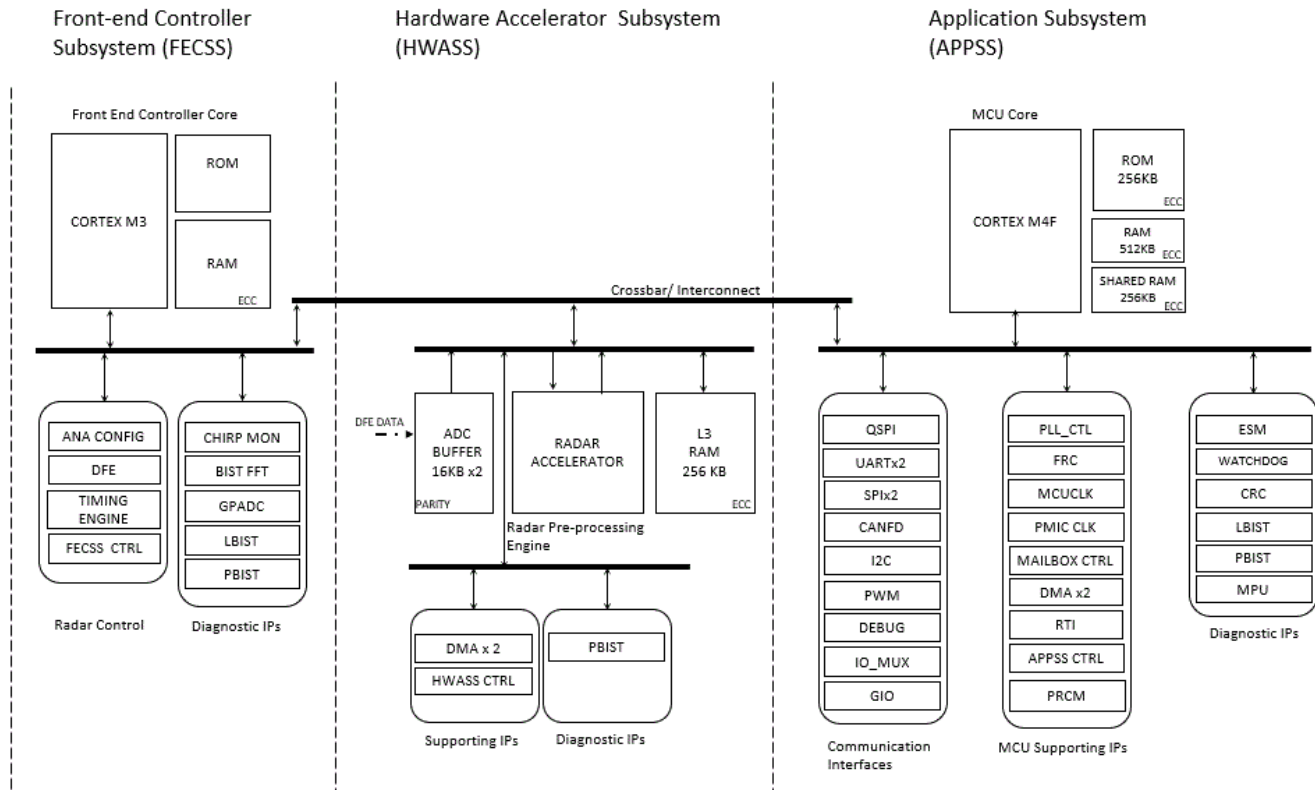 Front-end Controller
Subsystem (FECSS)
Hardware Accelerator Subsystem
(HWASS)
Application Subsystem
(APPSS)
Front End Controller Core
CORTEX M3
ROM
RAM
ECC
MCU Core
CORTEX M4F
ROM
256KB
ECC
RAM
512KB
ECC
SHARED RAM
256KB
ECC
Crossbar/ Interconnect
ANA CONFIG
DFE
TIMING
ENGINE
FECSS CTRL
Radar Control
CHIRP MON
BIST FFT
GPADC
LBIST
PBIST
Diagnostic IPs
DFE DATA
ADC
BUFFER
16KB x2
PARITY
RADAR
ACCELERATOR
L3
RAM
256 KB
ECC
Radar Pre-processing
Engine
DMA x 2
HWASS CTRL
Supporting IPs
PBIST
Diagnostic IPs
QSPI
UARTx2
SPIx2
CANFD
I2C
PWM
DEBUG
IO_MUX
GIO
Communication
Interfaces
PLL_CTL
FRC
MCUCLK
PMIC CLK
MAILBOX CTRL
DMA x2
RTI
APPSS CTRL
PRCM
MCU Supporting IPs
ESM
WATCHDOG
CRC
LBIST
PBIST
MPU
Diagnostic IPs